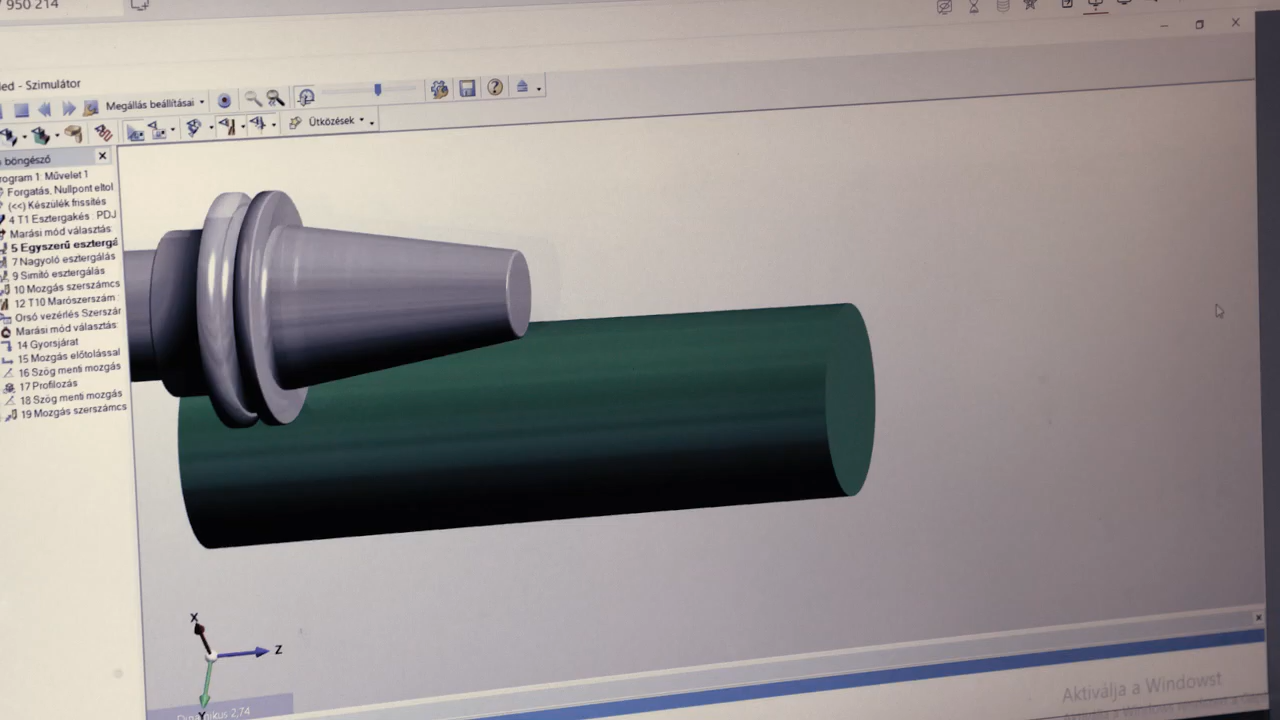 950 214
- Szimulátor
Megállás beállításai
Ütközések
böngésző
Művelet 1
Forgatás, Nullpont eltol
(<<) Készülék frissítés
4 T1 Esztergakés : PDJ
Marási mód választás
5 Egyszerű esztergá
7 Nagyoló esztergálás
9 Simító esztergálás
10 Mozgás szerszámcs
12 T10 Marószerszám
Orsó vezérlés Szerszár
Marási mód választás:
14 Gyorsjárat
15 Mozgás előtolással
16 Szög menti mozgás
17 Profilozás
18 Szög menti mozgás
19 Mozgás szerszámcs
X
Z
Y
2,74
Aktiválja a Windowst